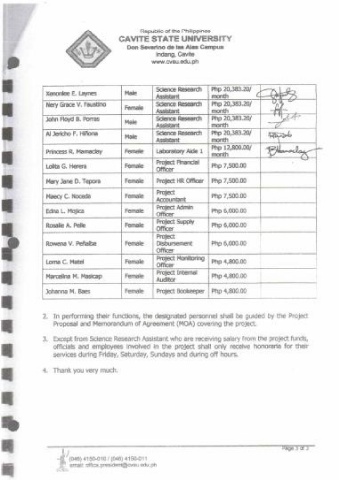 Republic of the Philippines
CAVITE STATE UNIVERSITY
Don Severino de las Alas Campus
Indang, Cavite
www.cvsu.edu.ph
Xenonlee E. Laynes Male Science Research Assistant Php 20,383.20/ month
Nery Grace V. Faustino Female Science Research Assistant Php 20,383.20/ month
John Floyd B. Porras Male Science Research Assistant Php 20,383.20/ month
Al Jericho F. Hiflone Male Science Research Assistant Php 20,383.20/ month
Princess R. Female Laboratory Aide 1 Php 12,809.00/ month
Lolita G. Herera Female Project Financial Officer Php 7,500.00
Mary Jane D. Tepora Female Project HR Officer Php 7,500.00
Maecy C. Nocede Female Project Accountant Php 7,500.00
Edna L. Mojica Female Project Admin Officer Php 6,000.00
Rosalie A. Pelle Female Project Supply Officer Php 6,000.00
Rowena V. Peñalba Female Project Disbursement Officer Php 6,000.00
Lorna C. Matel Female Project Monitoring Officer Php 4,800.00
Marcelina M. Masicap Female Project Internal Auditor Php 4,800.00
Johanna M. Baes Female Project Bookeeper Php 4,800.00
2. In performing their functions, the designated personnel shall be guided by the Project
Proposal and Memorandum of Agreement (MOA) covering the project.
3. Except from Science Research Assistant who are receiving salary from the project funds,
officials and employees involved in the project shall only receive honoraria for their
services during Friday, Saturday, Sundays and during off hours.
4. Thank you very much.
(046) 4150-010 / (046) 4150-011
email: office.president@cvsu.edu.ph